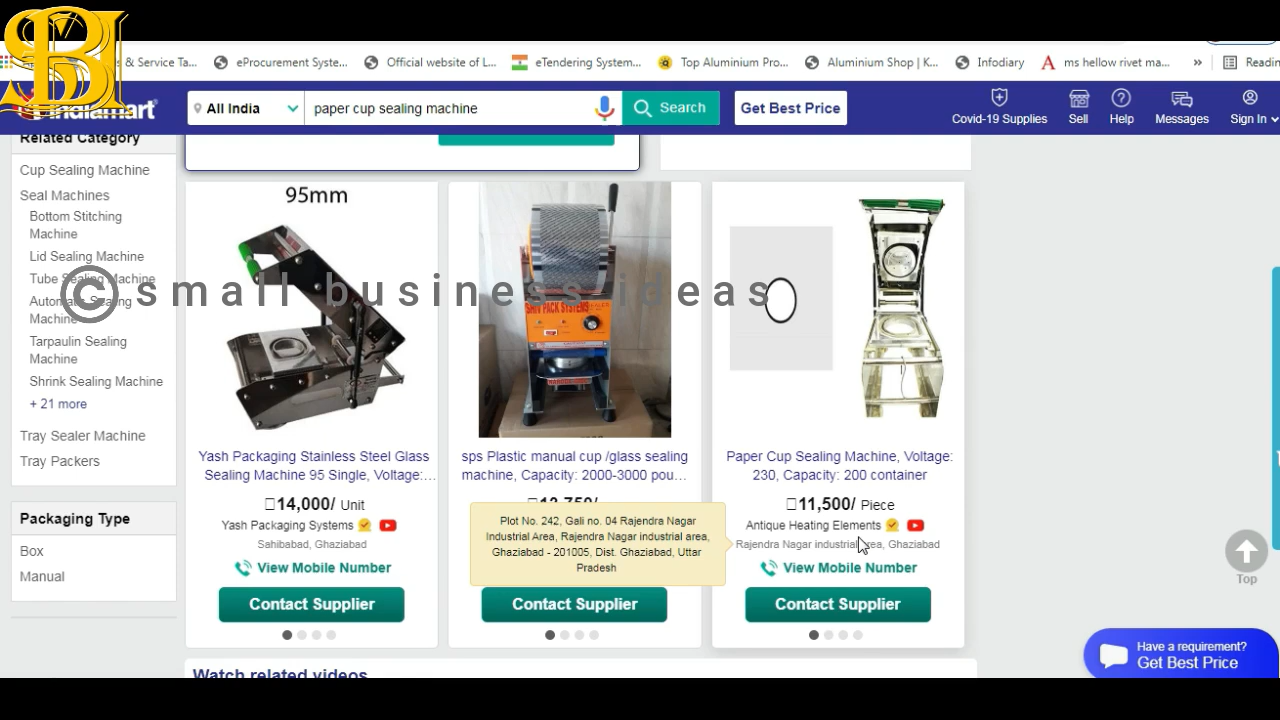 SBI
& Service Ta...
eProcurement Syste...
Official website of L...
eTendering System...
Top Aluminium Pro...
Aluminium Shop | K...
Infodiary
ms hellow rivet ma...
»
Readin
indiamart
All India
paper cup sealing machine
Search
Get Best Price
Covid-19 Supplies
Sell
Help
Messages
Sign In
Related Category
Cup Sealing Machine
Seal Machines
Bottom Stitching
Machine
Lid Sealing Machine
Tube Sealing Machine
Automatic Sealing
Machine
Tarpaulin Sealing
Machine
Shrink Sealing Machine
+ 21 more
Tray Sealer Machine
Tray Packers
Packaging Type
Box
Manual
© small business ideas
95mm
Yash Packaging Stainless Steel Glass
Sealing Machine 95 Single, Voltage:...
14,000/ Unit
Yash Packaging Systems
Sahibabad, Ghaziabad
View Mobile Number
Contact Supplier
SHIV PACK SYSTEMS
sps Plastic manual cup /glass sealing
machine, Capacity: 2000-3000 pou...
Plot No. 242, Gali no. 04 Rajendra Nagar
Industrial Area, Rajendra Nagar industrial area,
Ghaziabad - 201005, Dist. Ghaziabad, Uttar
Pradesh
Contact Supplier
Paper Cup Sealing Machine, Voltage:
230, Capacity: 200 container
11,500/ Piece
Antique Heating Elements
Rajendra Nagar industrial area, Ghaziabad
View Mobile Number
Contact Supplier
Watch related videos
Top
Have a requirement?
Get Best Price